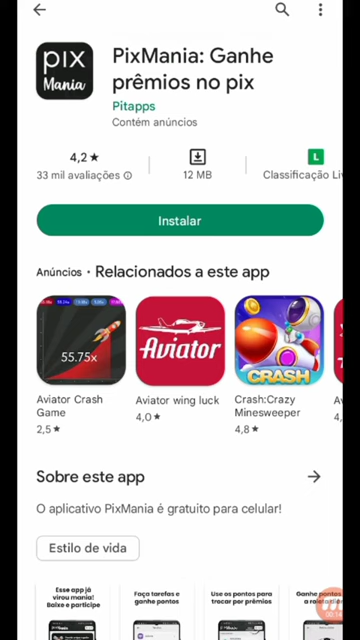 pix
Mania
PixMania: Ganhe
prêmios no pix
Pitapps
Contém anúncios
4,2★
33 mil avaliações
12 MB
L
Classificação Li
Instalar
Anúncios • Relacionados a este app
55.75x
Aviator
CRASH
Aviator Crash
Game
2,5★
Aviator wing luck
4,0★
Crash:Crazy
Minesweeper
4,8★
Sobre este app
O aplicativo PixMania é gratuito para celular!
Estilo de vida
Esse app já
virou mania!
Baixe e participe
Faça tarefas e
ganhe pontos
Use os pontos para
trocar por prêmios
Ganhe